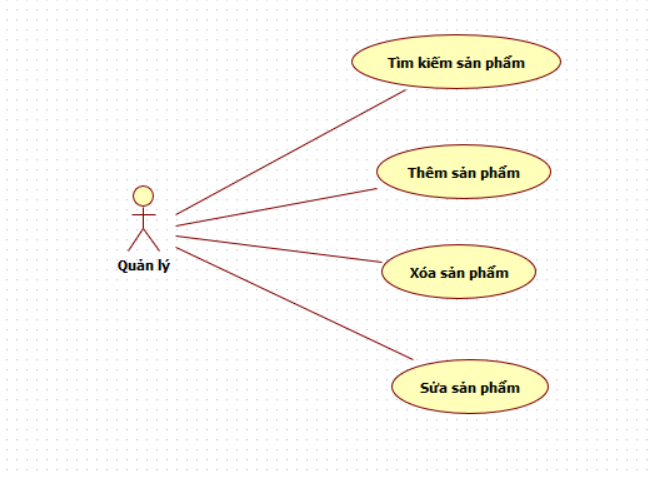 Tìm kiếm sản phẩm
Thêm sản phẩm
Quản lý
Xóa sản phẩm
Sửa sản phẩm